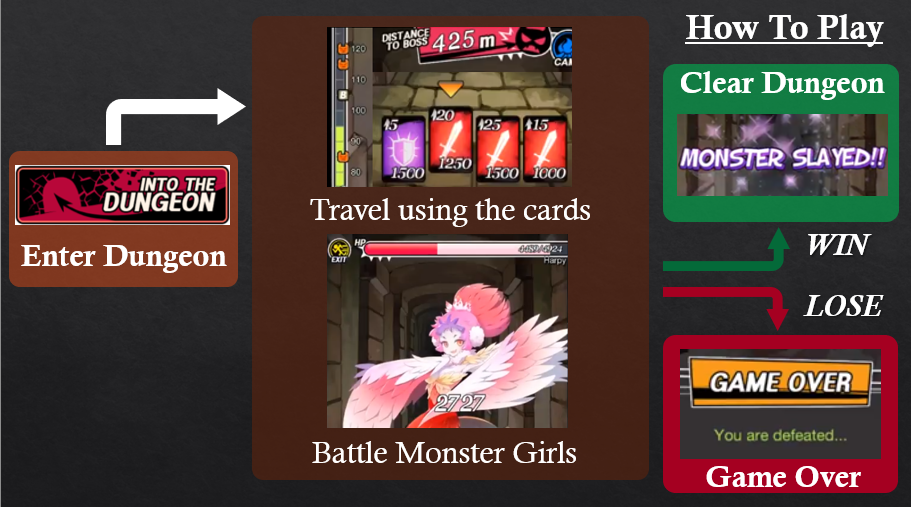 How To Play
INTO THE
DUNGEON
Enter Dungeon
DISTANCE
TO BOSS
425 m
120
110
B
100
90
80
5
1500
20
1250
25
1500
15
1000
Travel using the cards
EXIT
HP
Harpy
2727
Battle Monster Girls
Clear Dungeon
MONSTER SLAYED!!
WIN
LOSE
GAME OVER
You are defeated...
Game Over